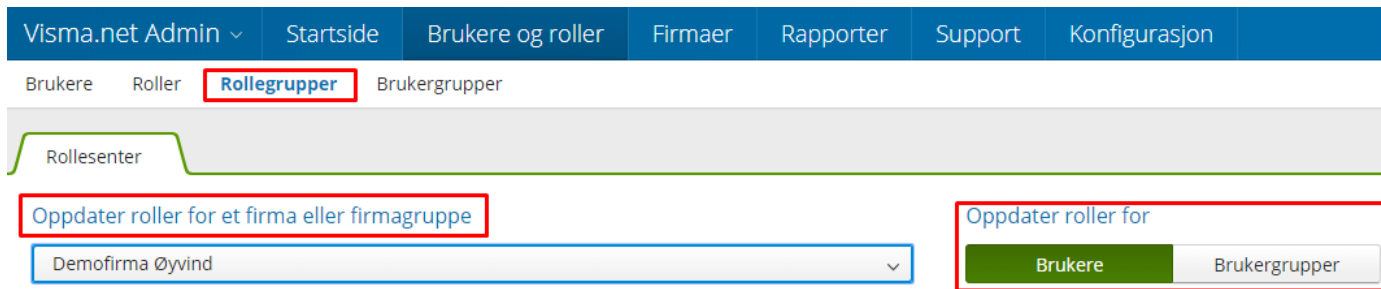 Visma.net Admin Startside Brukere og roller Firmaer Rapporter Support Konfigurasjon
Brukere Roller Rollegrupper Brukergrupper
Rollesenter
Oppdater roller for et firma eller firmagruppe Oppdater roller for
Demofirma Øyvind Brukere Brukergrupper